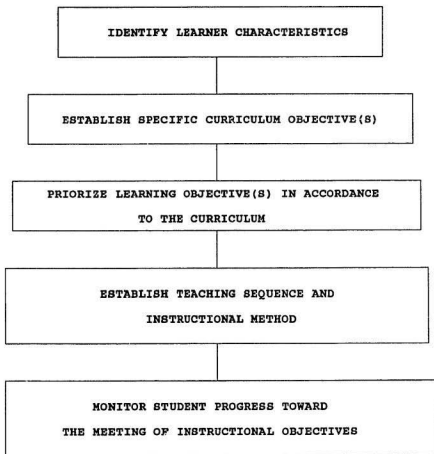 IDENTIFY LEARNER CHARACTERISTICS
ESTABLISH SPECIFIC CURRICULUM OBJECTIVE(S)
PRIORIZE LEARNING OBJECTIVE(S) IN ACCORDANCE
TO THE CURRICULUM
ESTABLISH TEACHING SEQUENCE AND
INSTRUCTIONAL METHOD
MONITOR STUDENT PROGRESS TOWARD
THE MEETING OF INSTRUCTIONAL OBJECTIVES